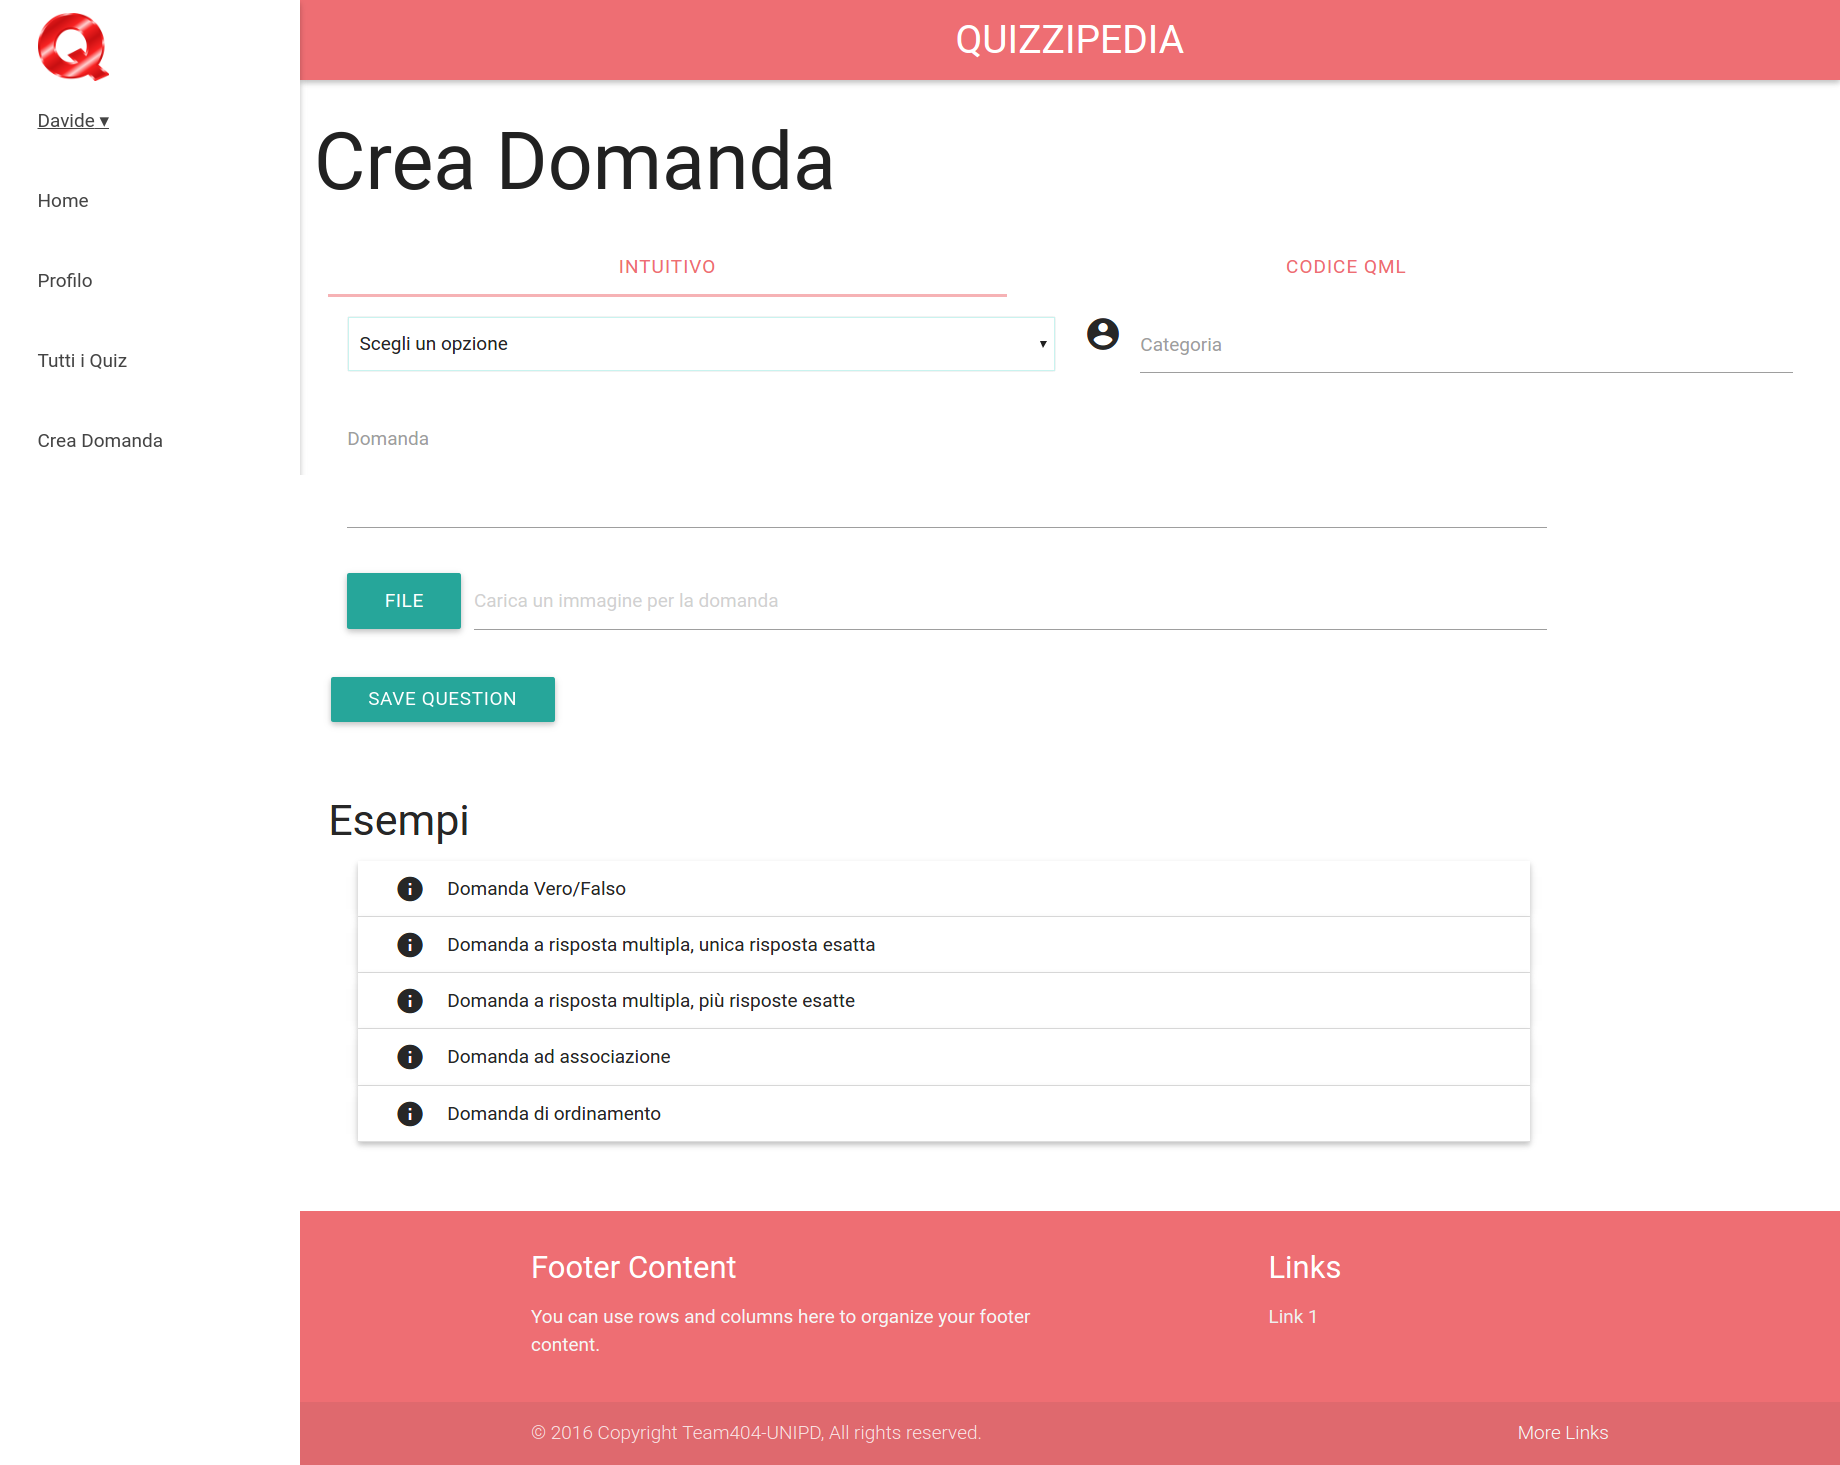 QUIZZIPEDIA
Davide ▾
Home
Profilo
Tutti i Quiz
Crea Domanda
Crea Domanda
INTUITIVO
CODICE QML
Scegli un opzione
Categoria
Domanda
FILE
Carica un immagine per la domanda
SAVE QUESTION
Esempi
Domanda Vero/Falso
Domanda a risposta multipla, unica risposta esatta
Domanda a risposta multipla, più risposte esatte
Domanda ad associazione
Domanda di ordinamento
Footer Content
You can use rows and columns here to organize your footer
content.
Links
Link 1
© 2016 Copyright Team404-UNIPD, All rights reserved.
More Links